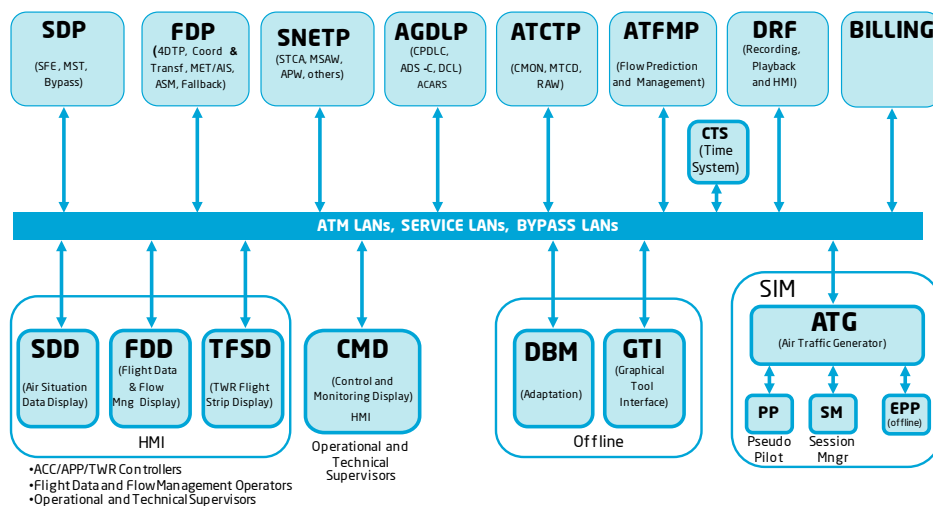 SDP
(SFE, MST,
Bypass)
FDP
(4DTP, Coord &
Transf, MET/AIS,
ASM, Fallback)
SNETP
(STCA, MSAW,
APW, others)
AGDLP
(CPDLC,
ADS -C, DCL)
ACARS
ATCTP
(CMON, MTCD,
RAW)
ATFMP
(Flow Prediction
and Management)
DRF
(Recording,
Playback
and HMI)
BILLING
CTS
(Time
System)
ATM LANs, SERVICE LANs, BYPASS LANs
SDD
(Air Situation
Data Display)
FDD
(Flight Data
& Flow
Mng Display)
TFSD
(TWR Flight
Strip Display)
HMI
CMD
(Control and
Monitoring Display)
HMI
Operational and
Technical
Supervisors
DBM
(Adaptation)
GTI
(Graphical
Tool
Interface)
Offline
SIM
ATG
(Air Traffic Generator)
PP
Pseudo
Pilot
SM
Session
Mngr
EPP
(offline)
•ACC/APP/TWR Controllers
•Flight Data and FlowManagement Operators
•Operational and TechnicalSupervisors